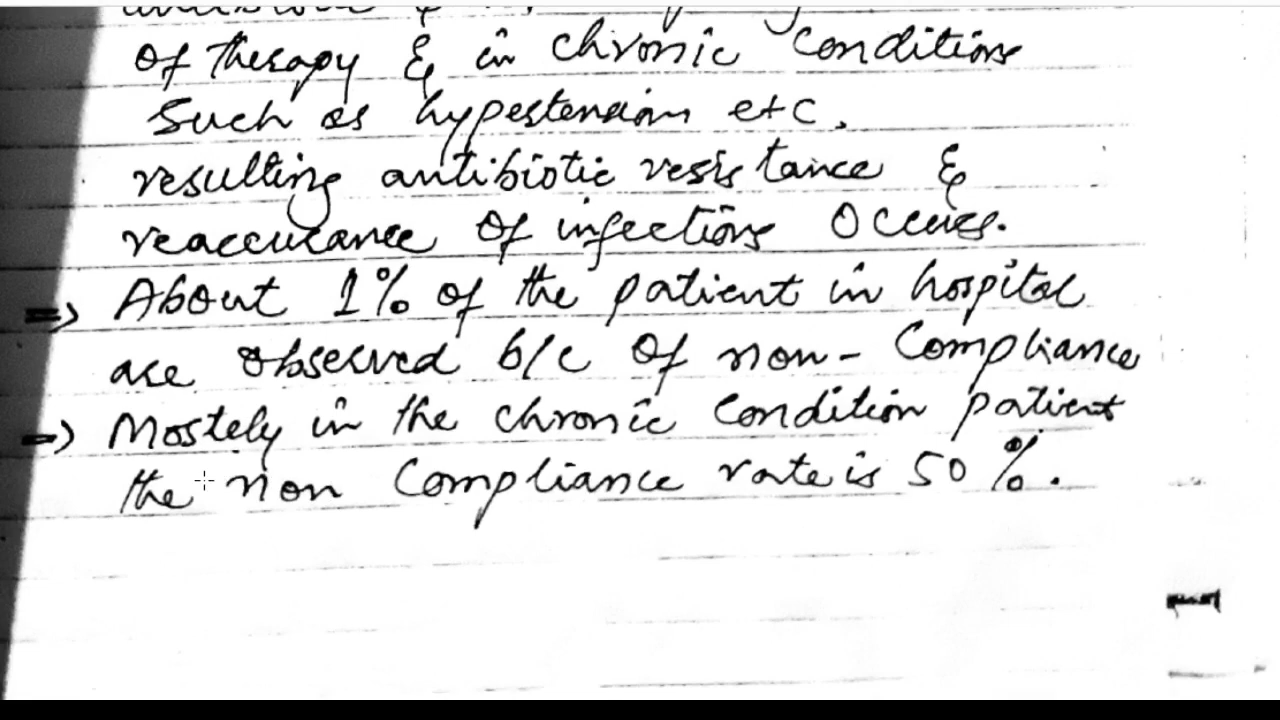 of therapy & in chronic conditions
Such as hypertension etc.
resulting antibiotic resistance &
reaccurance of infections occurs.
=> About 1% of the patient in hospital
are observed b/c of non-Compliance
=> Mostely in the chronic Condition patient
the non Compliance rate is 50%.